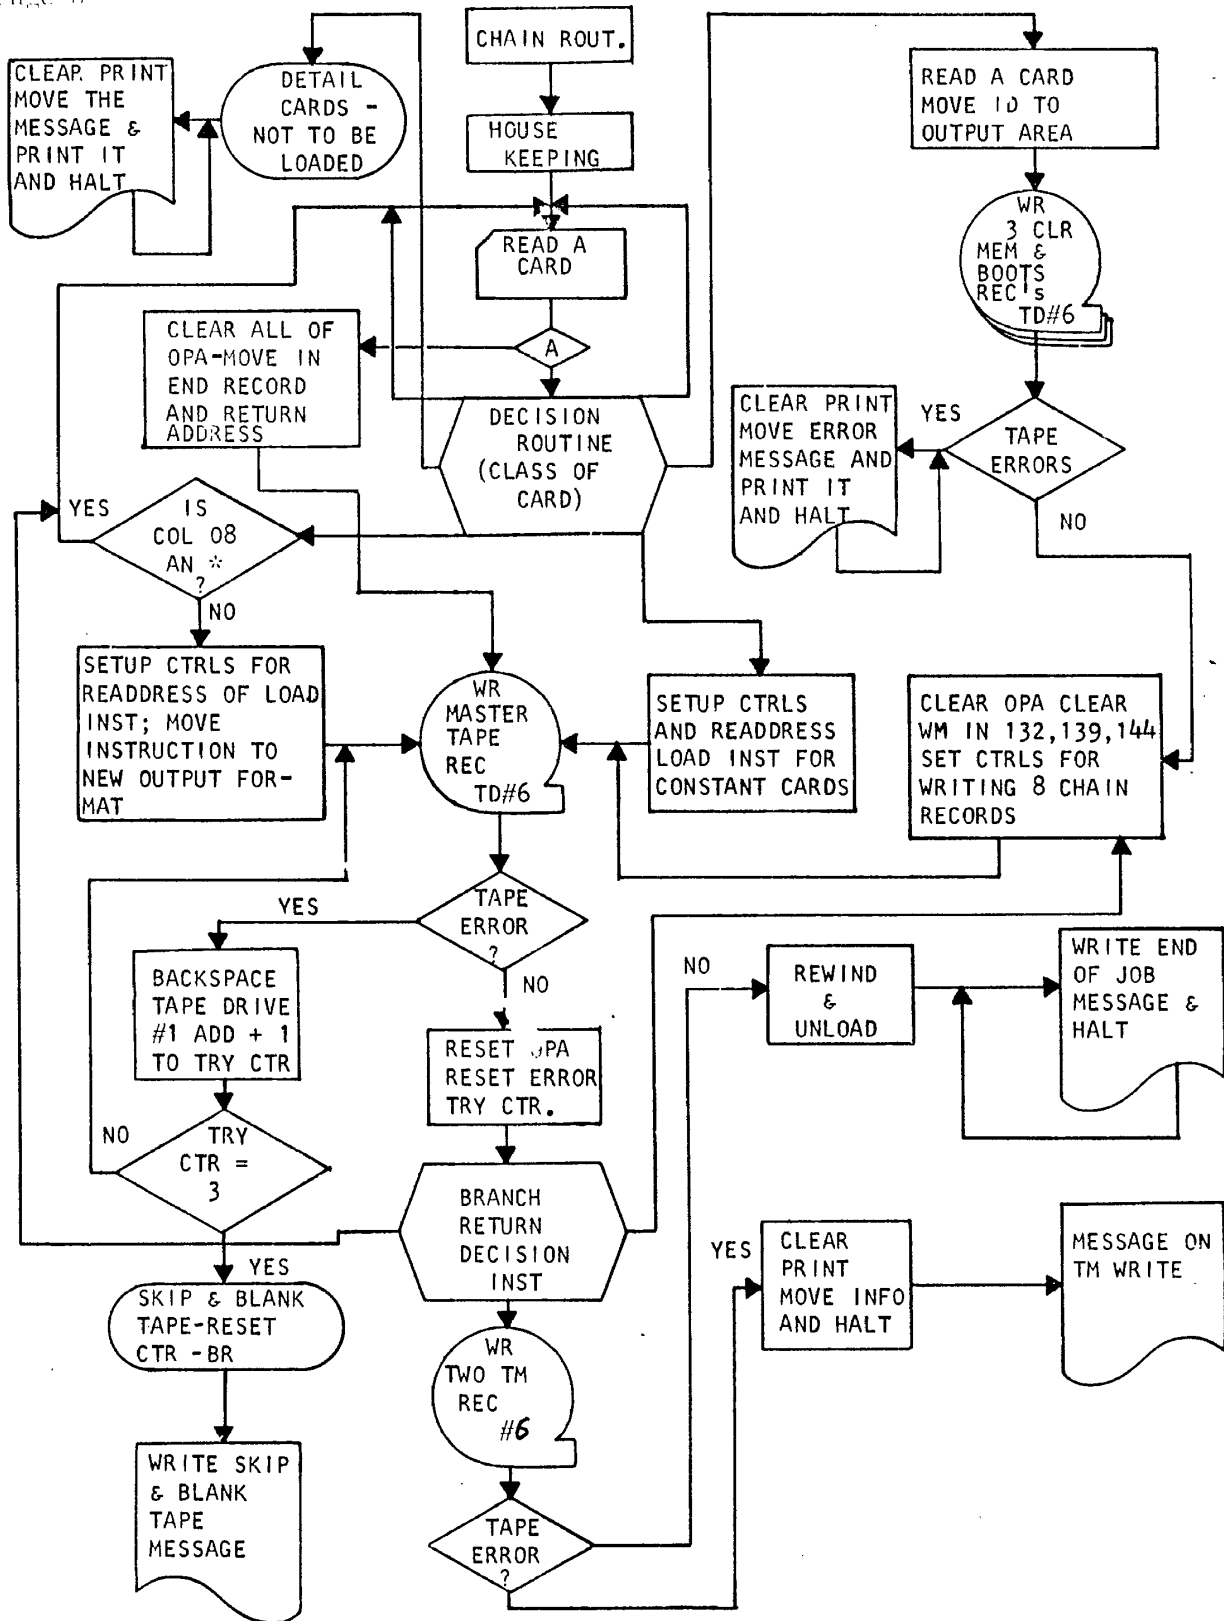 CHAIN ROUT.
CLEAR PRINT
MOVE THE
MESSAGE &
PRINT IT
AND HALT
DETAIL
CARDS -
NOT TO BE
LOADED
HOUSE
KEEPING
READ A CARD
MOVE ID TO
OUTPUT AREA
READ A
CARD
WR
3 CLR
MEM &
BOOTS
REC's
TD#6
CLEAR ALL OF
OPA-MOVE IN
END RECORD
AND RETURN
ADDRESS
A
DECISION
ROUTINE
(CLASS OF
CARD)
CLEAR PRINT
MOVE ERROR
MESSAGE AND
PRINT IT
AND HALT
YES
TAPE
ERRORS
NO
YES
IS
COL 08
AN *
?
NO
SETUP CTRLS FOR
READDRESS OF LOAD
INST; MOVE
INSTRUCTION TO
NEW OUTPUT FOR-
MAT
WR
MASTER
TAPE
REC
TD#6
SETUP CTRLS
AND READDRESS
LOAD INST FOR
CONSTANT CARDS
CLEAR OPA CLEAR
WM IN 132,139,144
SET CTRLS FOR
WRITING 8 CHAIN
RECORDS
YES
TAPE
ERROR
?
NO
BACKSPACE
TAPE DRIVE
#1 ADD + 1
TO TRY CTR
RESET OPA
RESET ERROR
TRY CTR.
NO
REWIND
&
UNLOAD
WRITE END
OF JOB
MESSAGE &
HALT
NO
TRY
CTR =
3
YES
BRANCH
RETURN
DECISION
INST
YES
CLEAR
PRINT
MOVE INFO
AND HALT
MESSAGE ON
TM WRITE
SKIP & BLANK
TAPE-RESET
CTR -BR
WR
TWO TM
REC
#6
WRITE SKIP
& BLANK
TAPE
MESSAGE
TAPE
ERROR
?